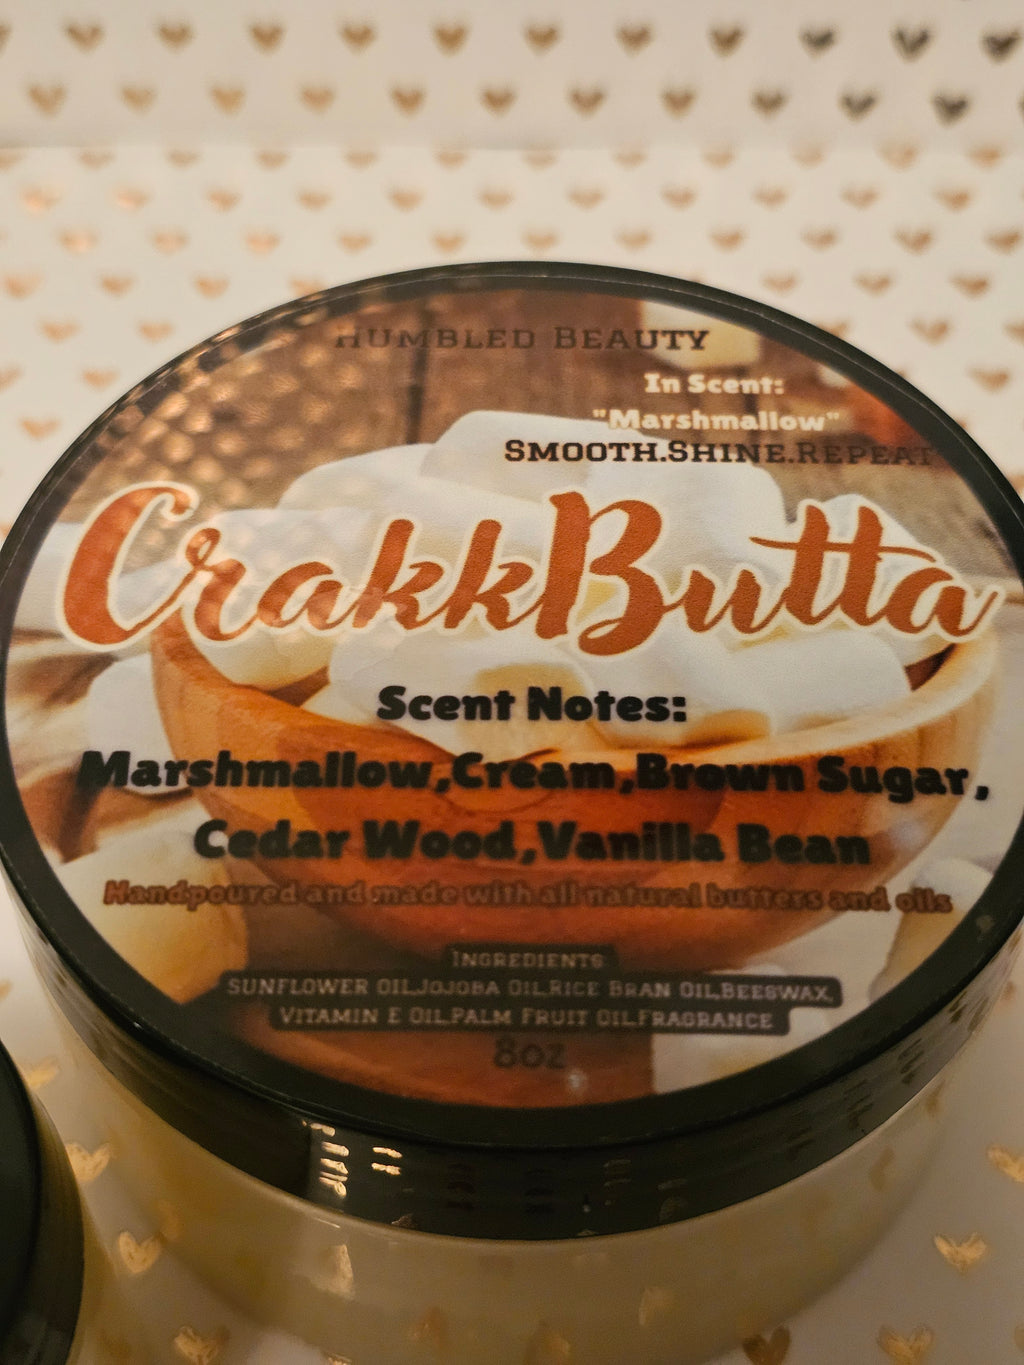 Humbled Beauty
In Scent:
"Marshmallow"
Smooth.Shine.Repeat
CrakkButta
Scent Notes:
Marshmallow,Cream,Brown Sugar,
Cedar Wood,Vanilla Bean
Handpoured and made with all natural butters and oils
Ingredients
Sunflower Oil,Jojoba Oil,Rice Bran Oil,Beeswax,
Vitamin E Oil,Palm Fruit Oil,Fragrance
8oz